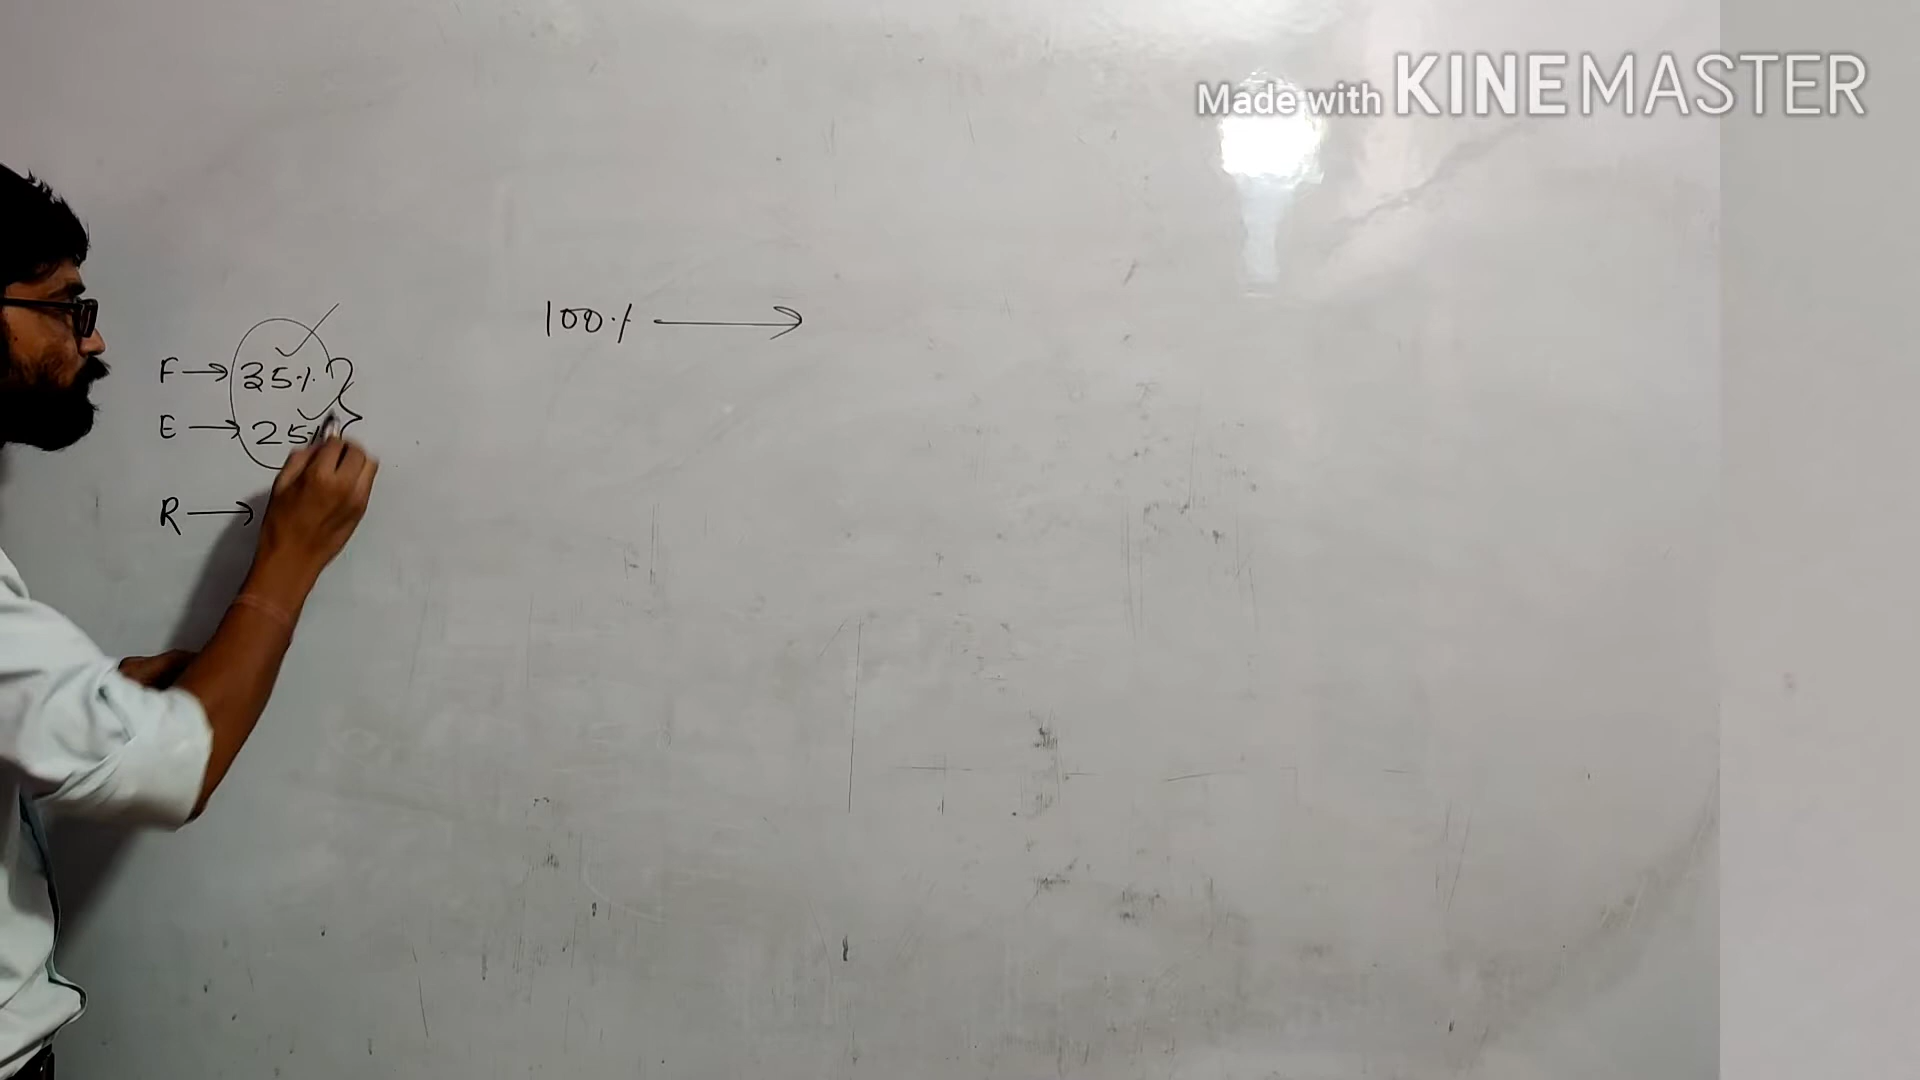 Made with KINEMASTER
100% →
F → 35%
E → 25%
R →